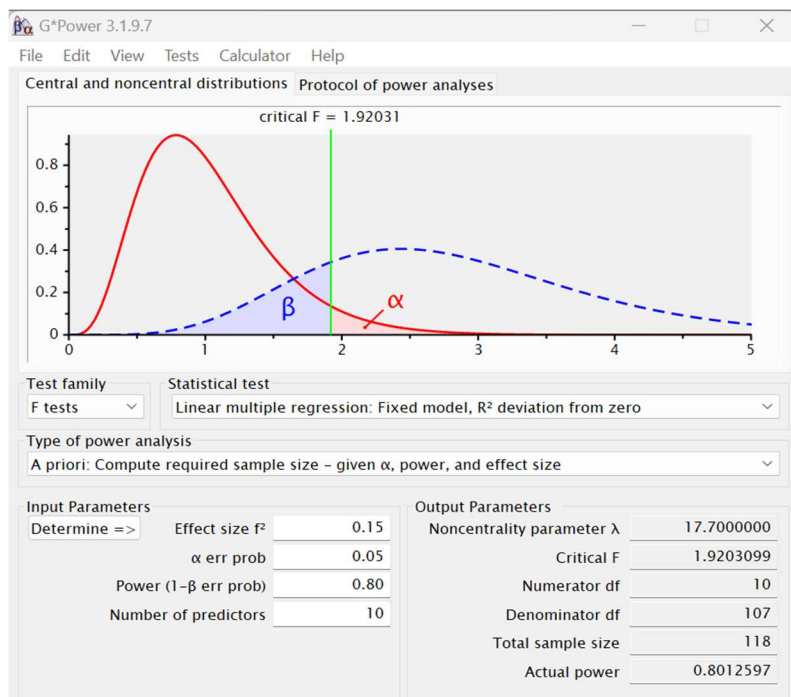 βα G*Power 3.1.9.7
File Edit View Tests Calculator Help
Central and noncentral distributions Protocol of power analyses
critical F = 1.92031
0.8
0.6
0.4
0.2
0
β
α
0 1 2 3 4 5
Test family Statistical test
F tests Linear multiple regression: Fixed model, R² deviation from zero
Type of power analysis
A priori: Compute required sample size – given α, power, and effect size
Input Parameters Output Parameters
Determine => Effect size f² 0.15 Noncentrality parameter λ 17.7000000
α err prob 0.05 Critical F 1.9203099
Power (1-β err prob) 0.80 Numerator df 10
Number of predictors 10 Denominator df 107
Total sample size 118
Actual power 0.8012597